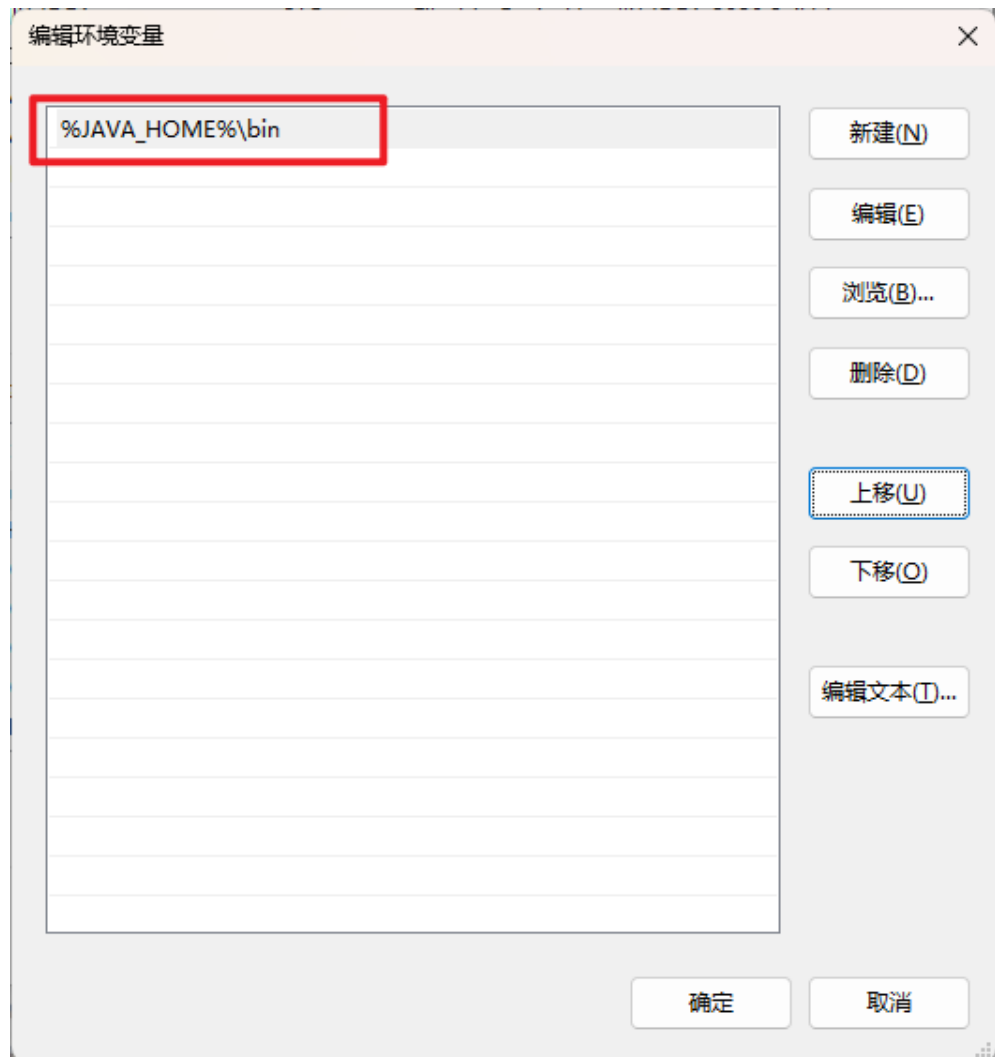 编辑环境变量
%JAVA_HOME%\bin
新建(N)
编辑(E)
浏览(B)...
删除(D)
上移(U)
下移(O)
编辑文本(T)...
确定
取消